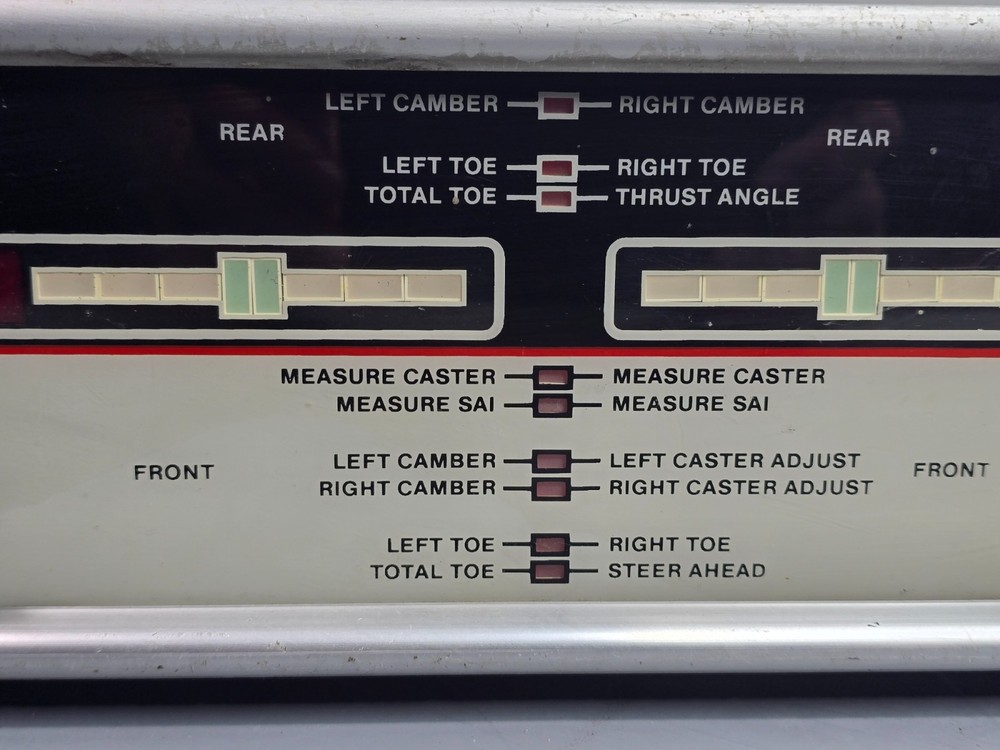 LEFT CAMBER RIGHT CAMBER
REAR REAR
LEFT TOE RIGHT TOE
TOTAL TOE THRUST ANGLE
MEASURE CASTER MEASURE CASTER
MEASURE SAI MEASURE SAI
LEFT CAMBER LEFT CASTER ADJUST
FRONT FRONT
RIGHT CAMBER RIGHT CASTER ADJUST
LEFT TOE RIGHT TOE
TOTAL TOE STEER AHEAD